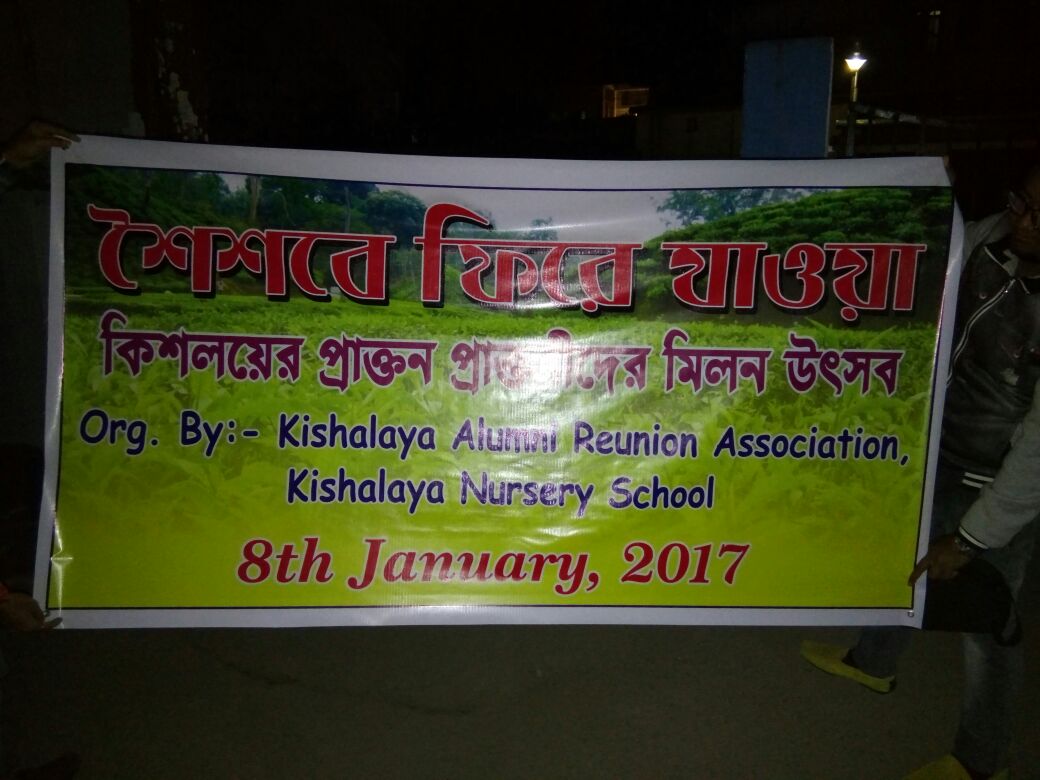 শৈশবে ফিরে যাওয়া
কিশলয়ের প্রাক্তন প্রাক্তনীদের মিলন উৎসব
Org. By:- Kishalaya Alumni Reunion Association,
Kishalaya Nursery School
8th January, 2017